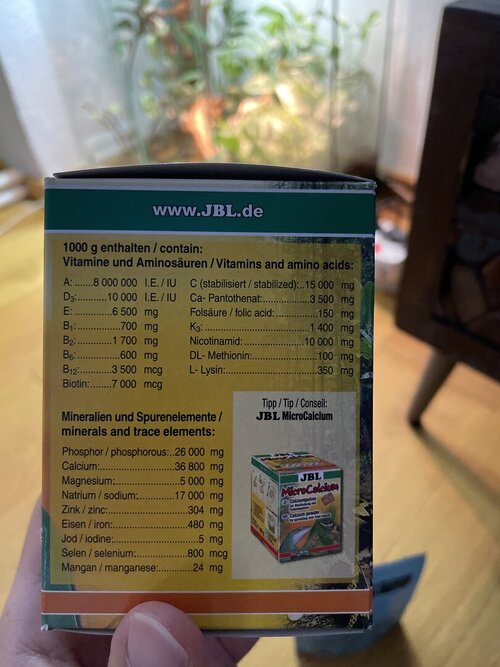 www.JBL.de
1000 g enthalten / contain:
Vitamine und Aminosäuren / Vitamins and amino acids:
A:.......8 000 000 I.E. / IU
D3:..........10 000 I.E. / IU
E:.............6 500 mg
B1:..............700 mg
B2:...........1 700 mg
B6:..............600 mg
B12:..........3 500 mcg
Biotin:.......7 000 mcg
C (stabilisiert / stabilized):..15 000 mg
Ca- Pantothenat:...............3 500 mg
Folsäure / folic acid:............150 mg
K3:..................................1 400 mg
Nicotinamid:....................10 000 mg
DL- Methionin:...................100 mg
L- Lysin:............................350 mg
Mineralien und Spurenelemente /
minerals and trace elements:
Phosphor / phosphorous:..26 000 mg
Calcium:..........................36 800 mg
Magnesium:.......................5 000 mg
Natrium / sodium:.............17 000 mg
Zink / zinc:..........................304 mg
Eisen / iron:.........................480 mg
Jod / iodine:...........................5 mg
Selen / selenium:.................800 mcg
Mangan / manganese:.............24 mg
Tipp / Tip / Conseil:
JBL MicroCalcium
JBL
MicroCalcium